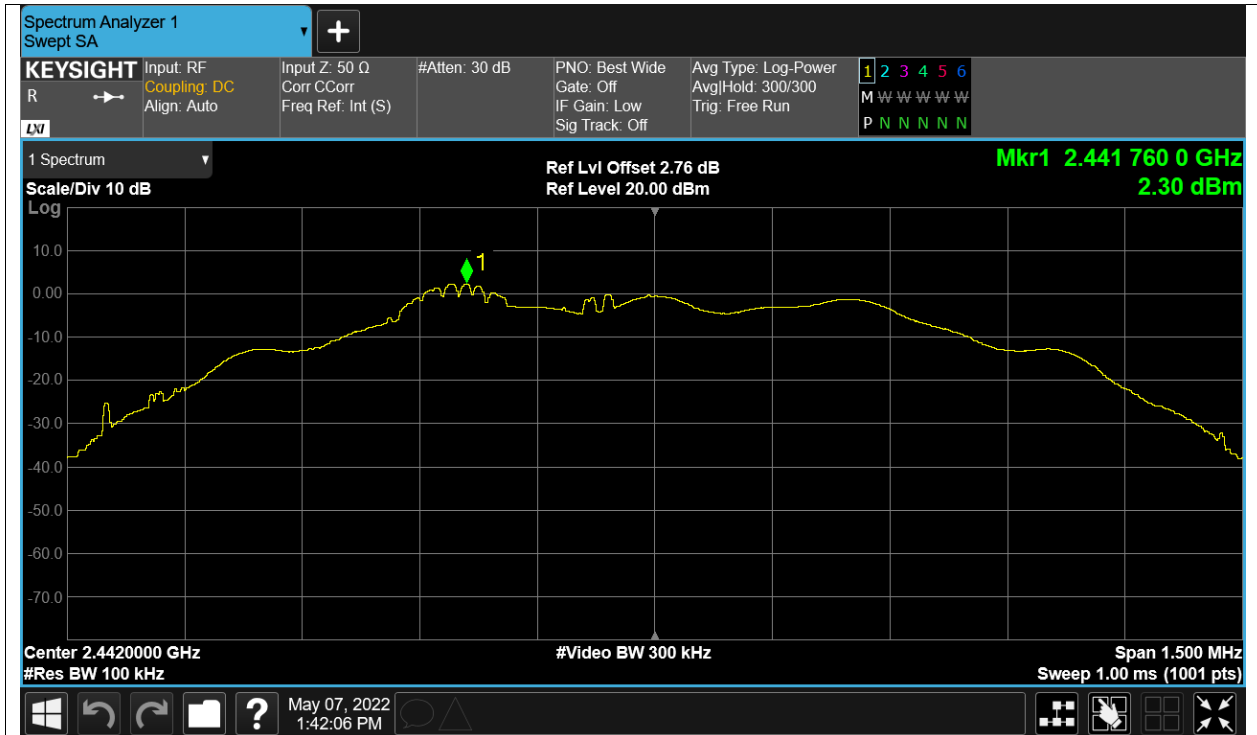 Spectrum Analyzer 1
Swept SA
+
KEYSIGHT
R
LXI
Input: RF
Coupling: DC
Align: Auto
Input Z: 50 Ω
Corr CCorr
Freq Ref: Int (S)
#Atten: 30 dB
PNO: Best Wide
Gate: Off
IF Gain: Low
Sig Track: Off
Avg Type: Log-Power
Avg|Hold: 300/300
Trig: Free Run
1 2 3 4 5 6
M W W W W W
P N N N N N
1 Spectrum
Scale/Div 10 dB
Log
Ref Lvl Offset 2.76 dB
Ref Level 20.00 dBm
Mkr1 2.441 760 0 GHz
2.30 dBm
1
10.0
0.00
-10.0
-20.0
-30.0
-40.0
-50.0
-60.0
-70.0
Center 2.4420000 GHz
#Res BW 100 kHz
#Video BW 300 kHz
Span 1.500 MHz
Sweep 1.00 ms (1001 pts)
?
May 07, 2022
1:42:06 PM